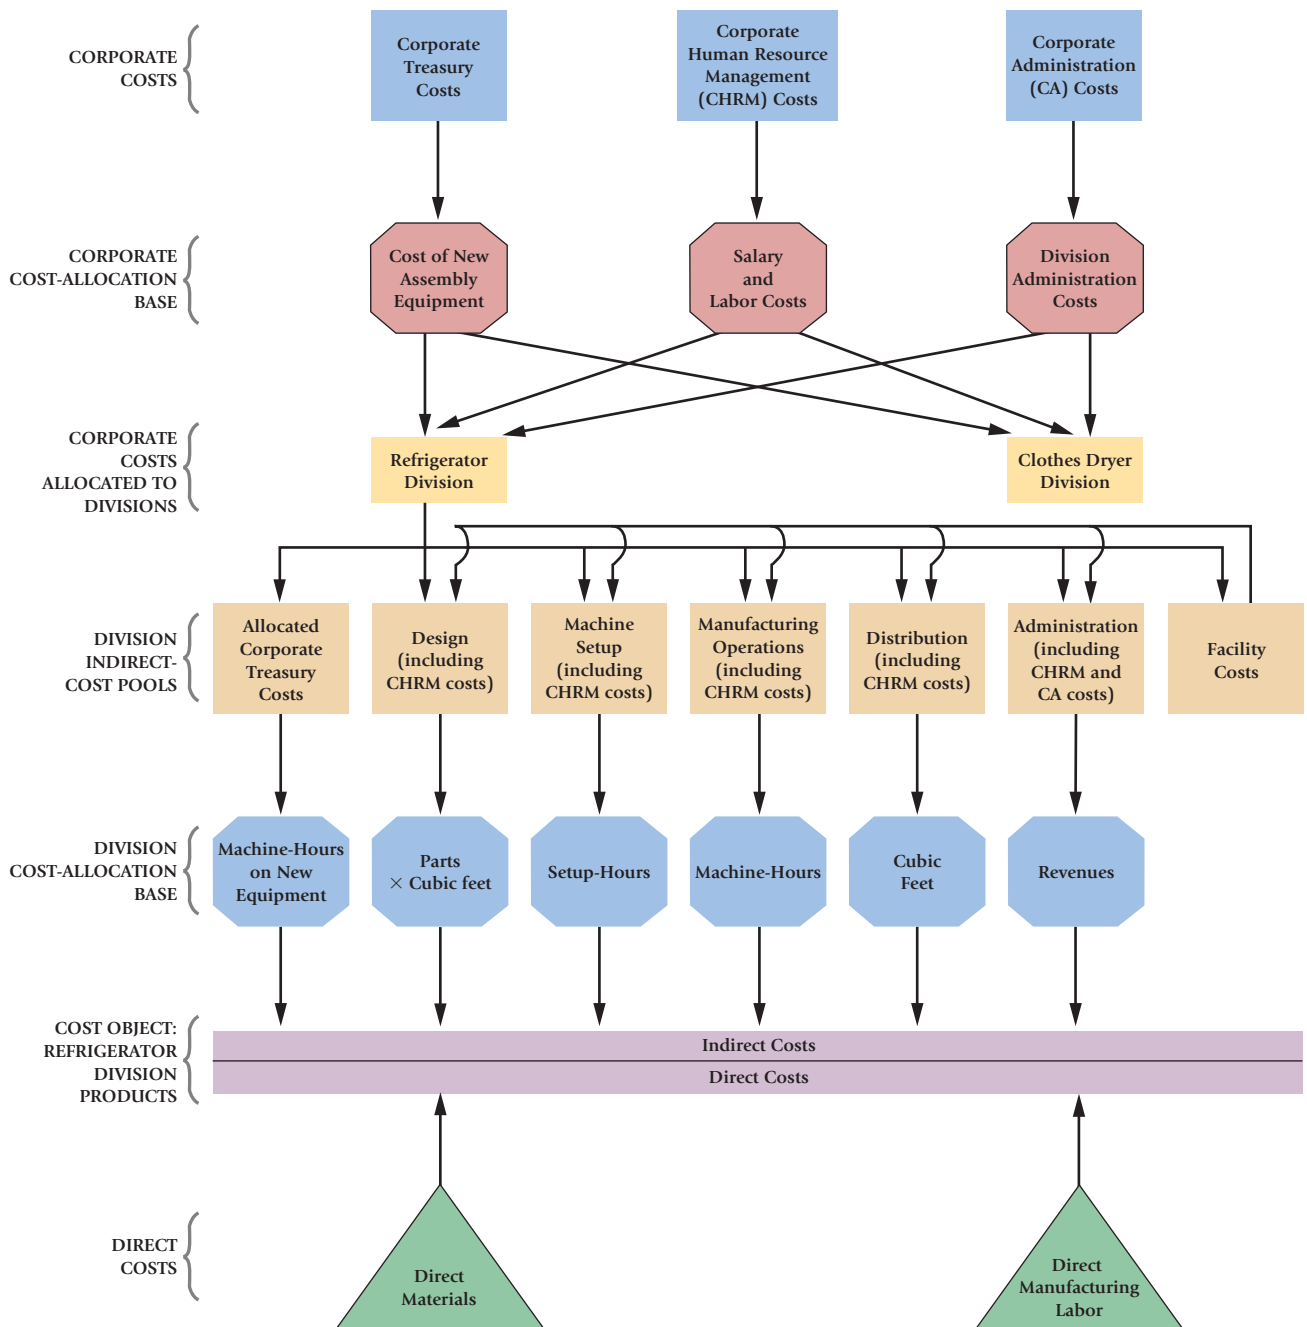 CORPORATE
COSTS
Corporate
Treasury
Costs
Corporate
Human Resource
Management
(CHRM) Costs
Corporate
Administration
(CA) Costs
CORPORATE
COST-ALLOCATION
BASE
Cost of New
Assembly
Equipment
Salary
and
Labor Costs
Division
Administration
Costs
CORPORATE
COSTS
ALLOCATED TO
DIVISIONS
Refrigerator
Division
Clothes Dryer
Division
DIVISION
INDIRECT-
COST POOLS
Allocated
Corporate
Treasury
Costs
Design
(including
CHRM costs)
Machine
Setup
(including
CHRM costs)
Manufacturing
Operations
(including
CHRM costs)
Distribution
(including
CHRM costs)
Administration
(including
CHRM and
CA costs)
Facility
Costs
DIVISION
COST-ALLOCATION
BASE
Machine-Hours
on New
Equipment
Parts
× Cubic feet
Setup-Hours
Machine-Hours
Cubic
Feet
Revenues
COST OBJECT:
REFRIGERATOR
DIVISION
PRODUCTS
Indirect Costs
Direct Costs
DIRECT
COSTS
Direct
Materials
Direct
Manufacturing
Labor